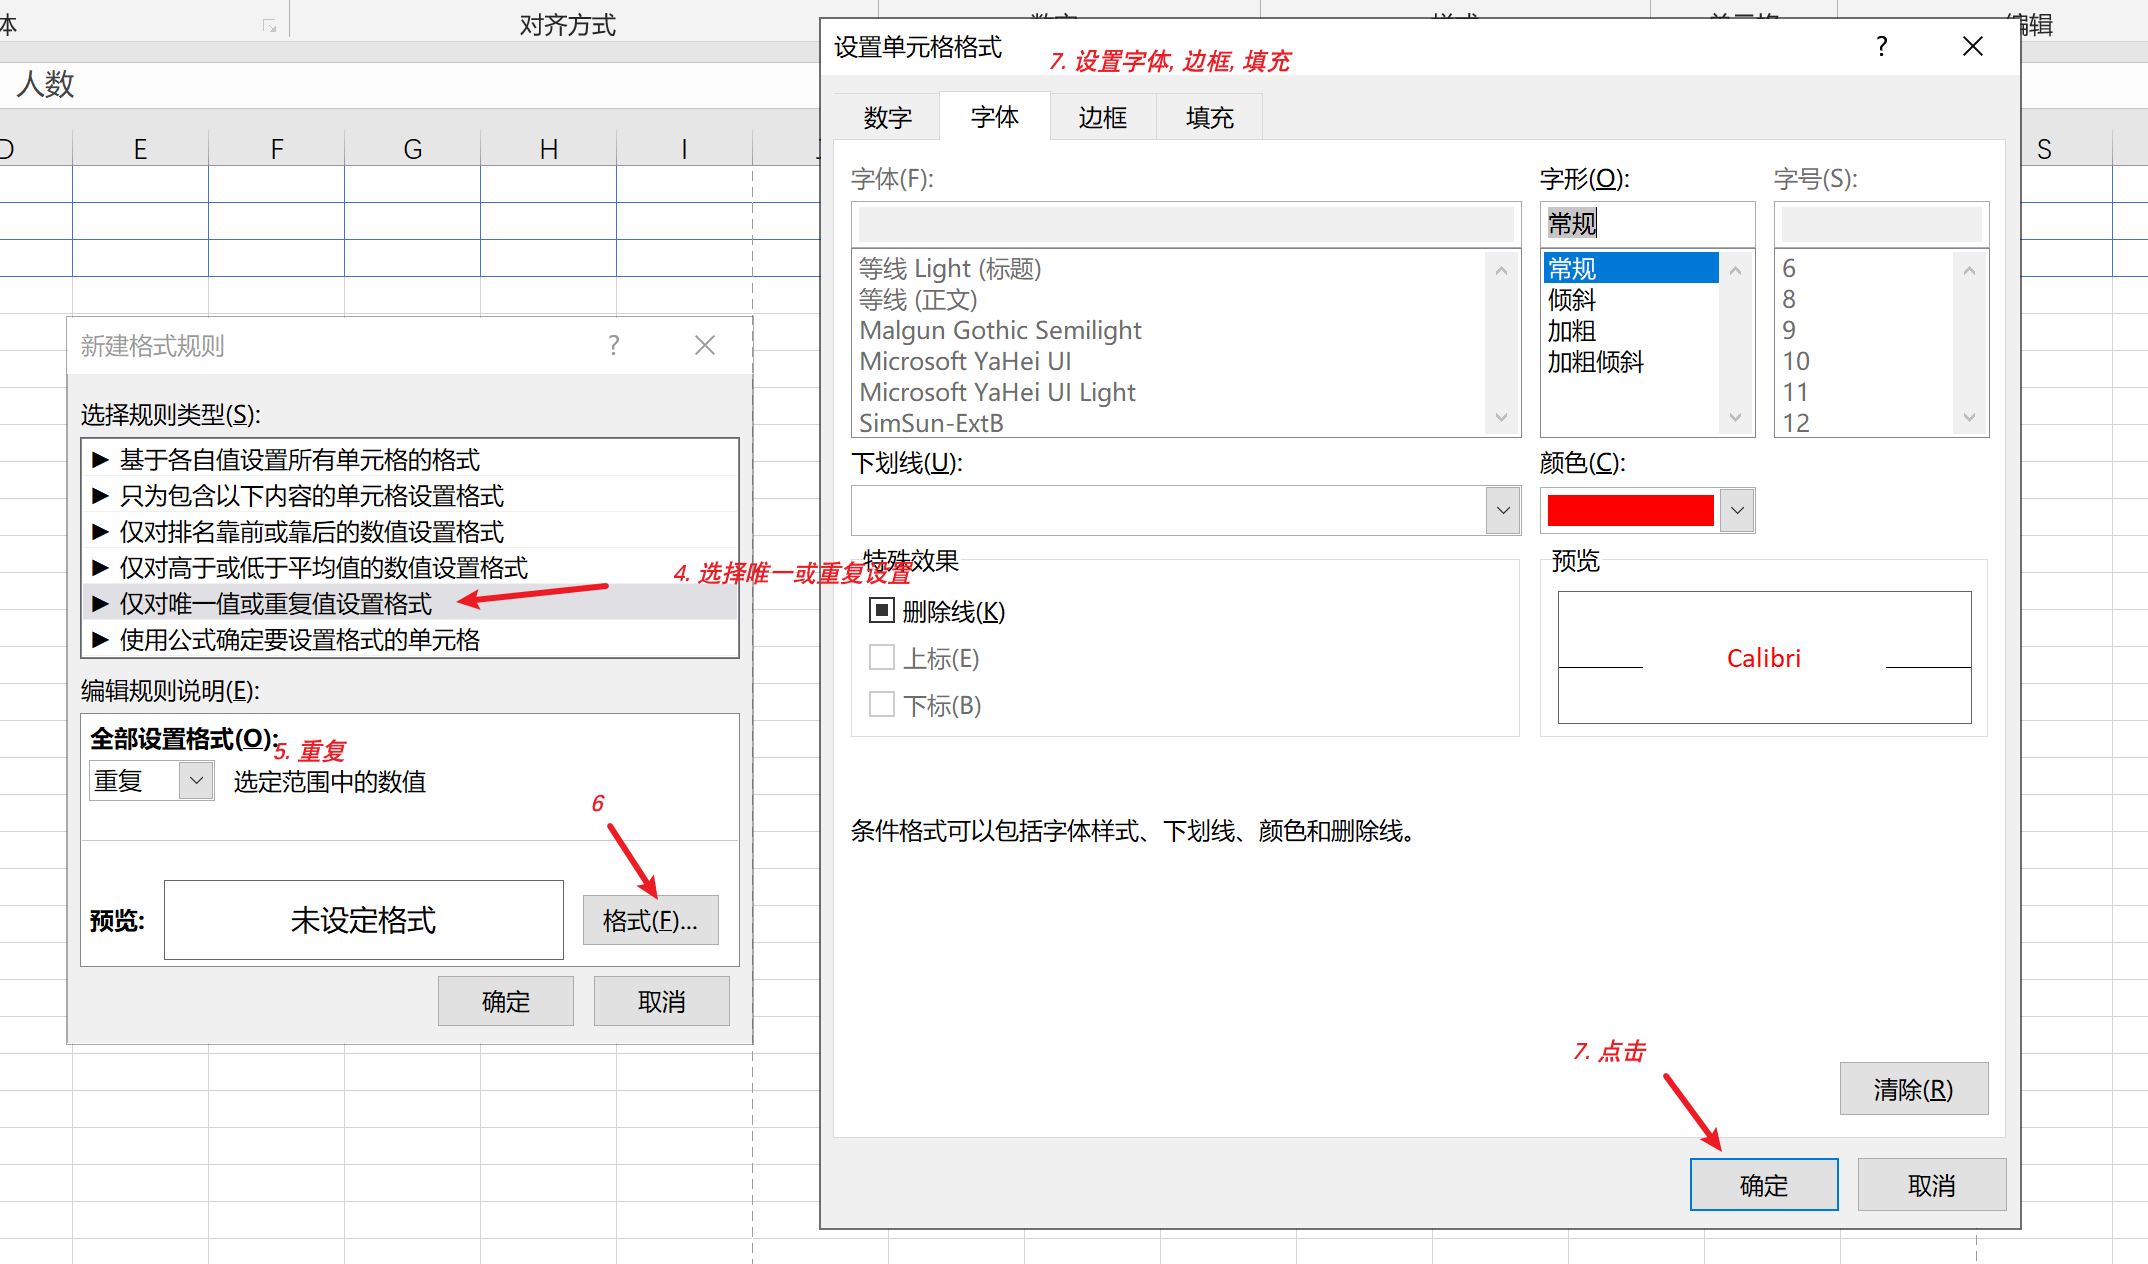 体
对齐方式
编辑
人数
D E F G H I S
设置单元格格式
7. 设置字体, 边框, 填充
?
数字 字体 边框 填充
字体(F):
等线 Light (标题)
等线 (正文)
Malgun Gothic Semilight
Microsoft YaHei UI
Microsoft YaHei UI Light
SimSun-ExtB
字形(O):
常规
常规
倾斜
加粗
加粗倾斜
字号(S):
6
8
9
10
11
12
下划线(U):
颜色(C):
特殊效果
删除线(K)
上标(E)
下标(B)
预览
Calibri
条件格式可以包括字体样式、下划线、颜色和删除线。
7. 点击
清除(R)
确定 取消
新建格式规则
?
选择规则类型(S):
► 基于各自值设置所有单元格的格式
► 只为包含以下内容的单元格设置格式
► 仅对排名靠前或靠后的数值设置格式
► 仅对高于或低于平均值的数值设置格式
► 仅对唯一值或重复值设置格式
► 使用公式确定要设置格式的单元格
4. 选择唯一或重复设置
编辑规则说明(E):
全部设置格式(O):
5. 重复
重复 选定范围中的数值
6
预览:
未设定格式
格式(F)...
确定 取消